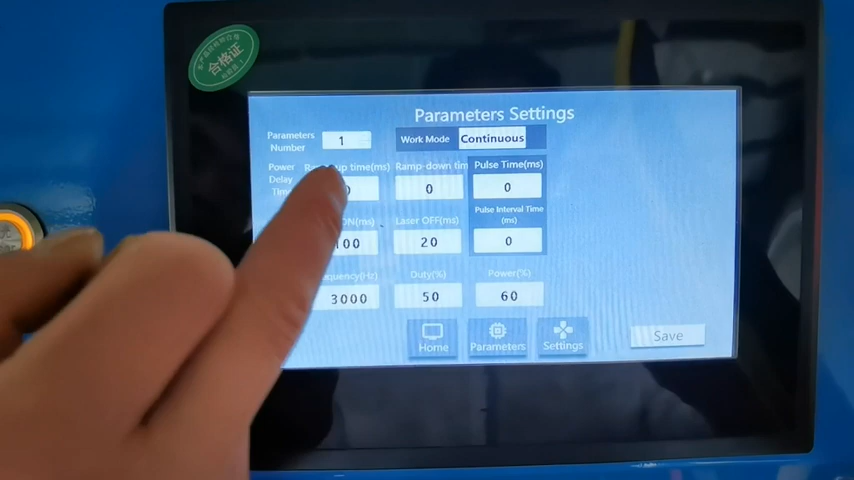 合格证
Parameters Settings
Parameters
Number
1
Work Mode
Continuous
Power
Delay
time(ms)
Ramp-down tim
Pulse Time(ms)
0
0
Laser OFF(ms)
Pulse Interval Time
(ms)
100
20
0
Duty(%)
Power(%)
3000
50
60
Home
Parameters
Settings
Save